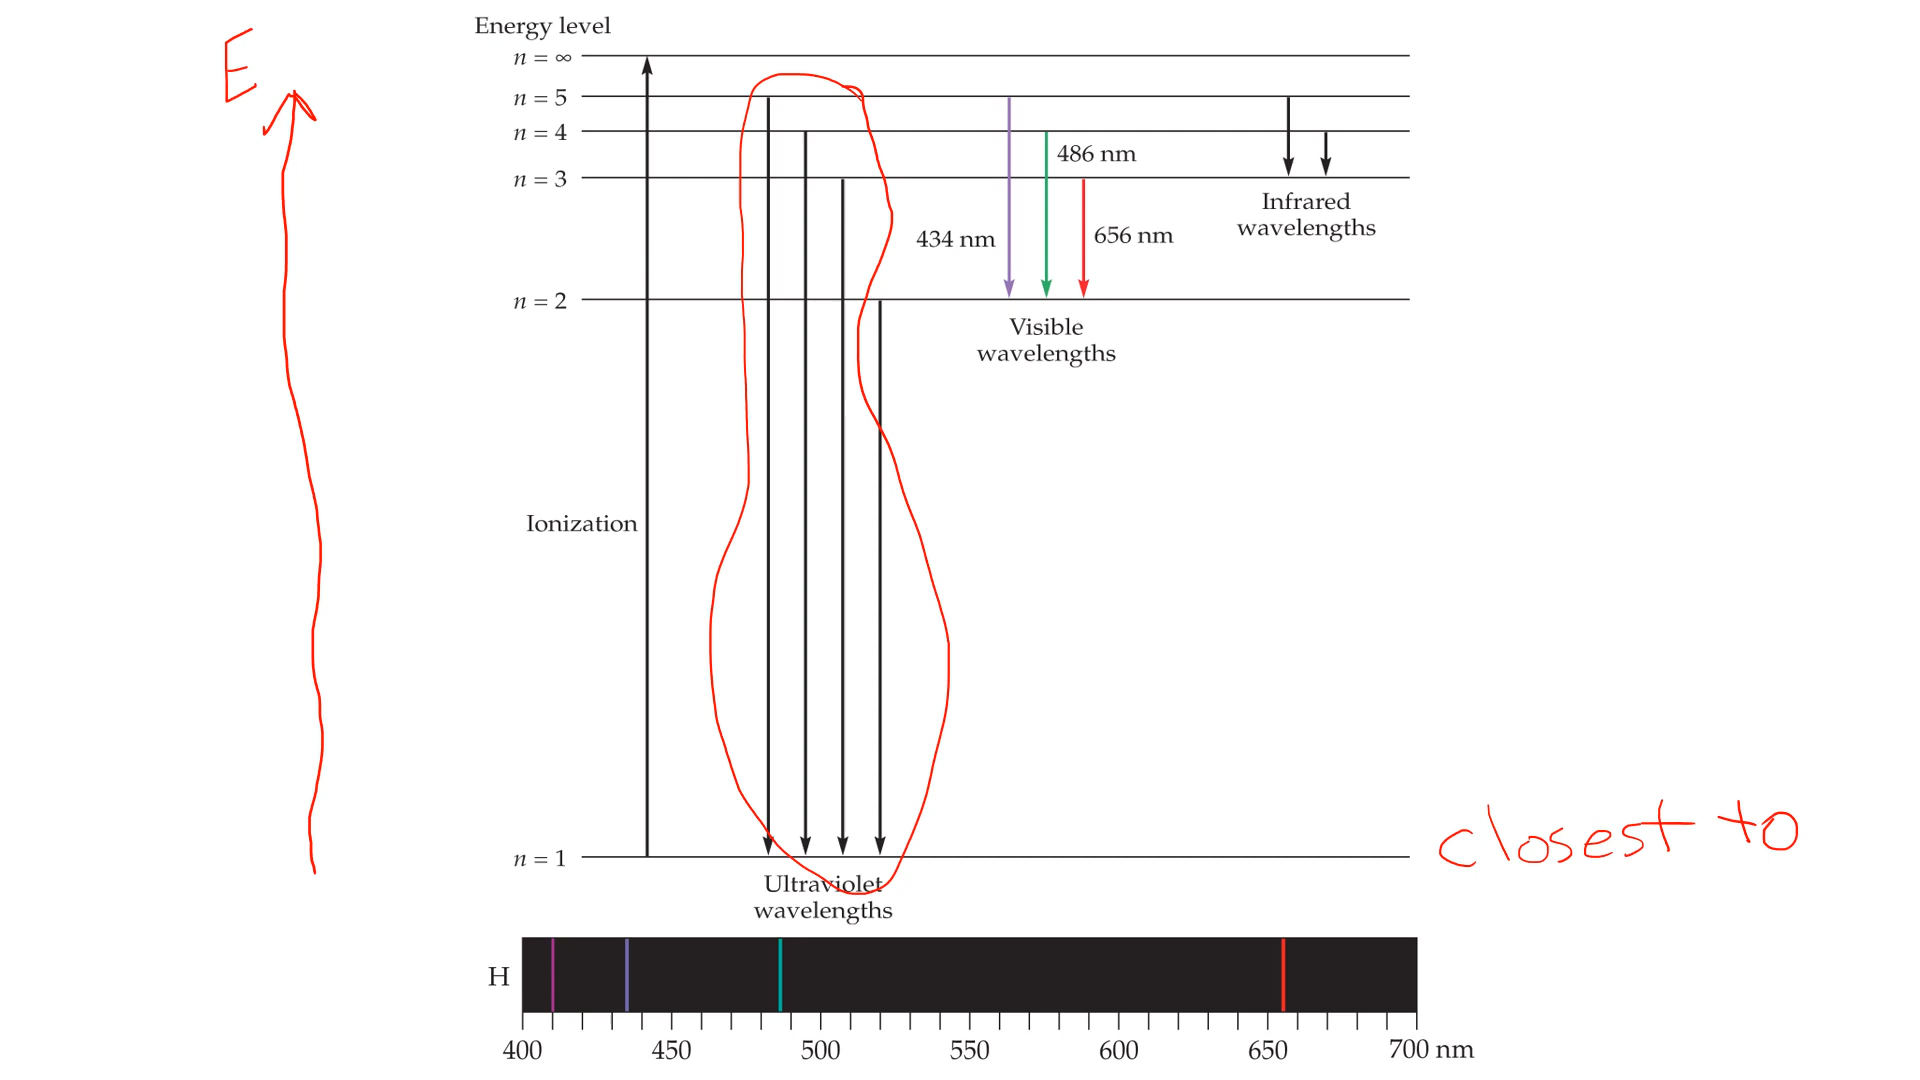 Energy level
E
n = ∞
n = 5
n = 4
486 nm
n = 3
Infrared
wavelengths
434 nm
656 nm
n = 2
Visible
wavelengths
Ionization
closest to
n = 1
Ultraviolet
wavelengths
H
400 450 500 550 600 650 700 nm